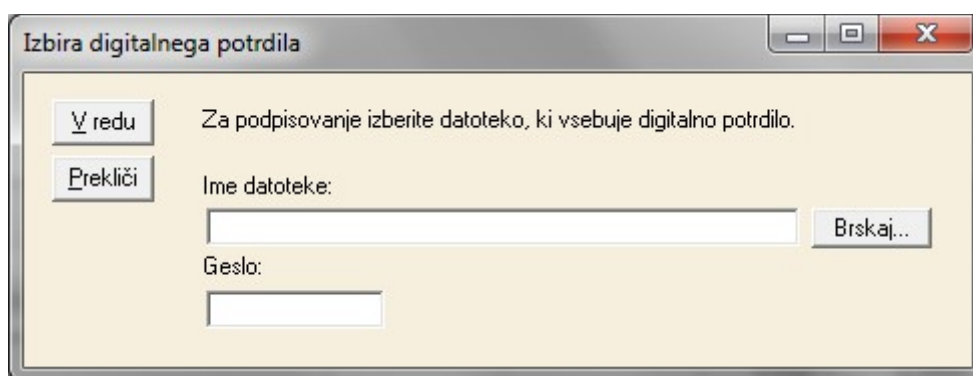 Izbira digitalnega potrdila
V redu
Za podpisovanje izberite datoteko, ki vsebuje digitalno potrdilo.
Prekliči
Ime datoteke:
Brskaj...
Geslo: